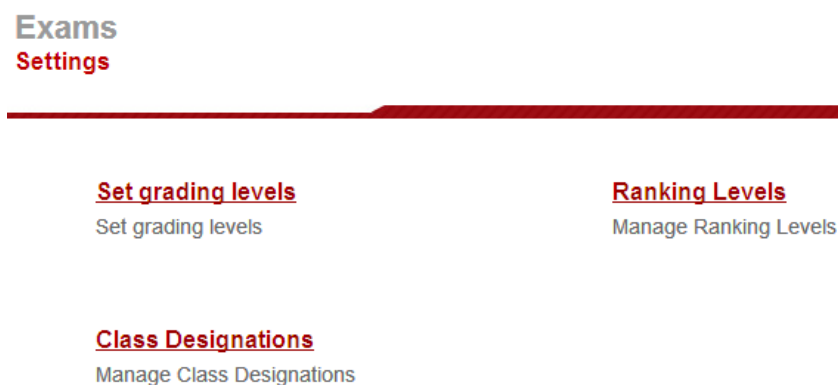 Exams
Settings
Set grading levels
Set grading levels
Ranking Levels
Manage Ranking Levels
Class Designations
Manage Class Designations